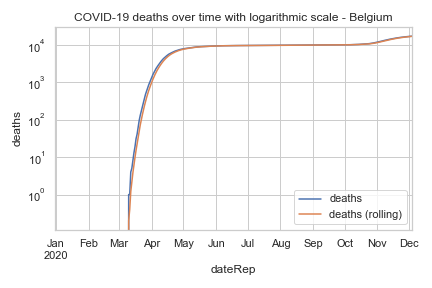 COVID-19 deaths over time with logarithmic scale - Belgium
deaths
10⁴
10³
10²
10¹
10⁰
deaths
deaths (rolling)
Jan Feb Mar Apr May Jun Jul Aug Sep Oct Nov Dec
2020
dateRep